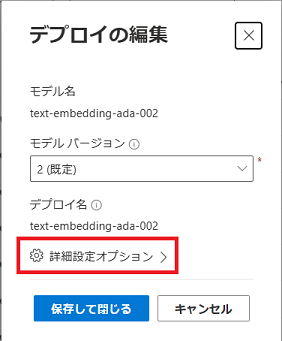 デプロイの編集
モデル名
text-embedding-ada-002
モデル バージョン
2 (既定)
*
デプロイ名
text-embedding-ada-002
詳細設定オプション
保存して閉じる
キャンセル